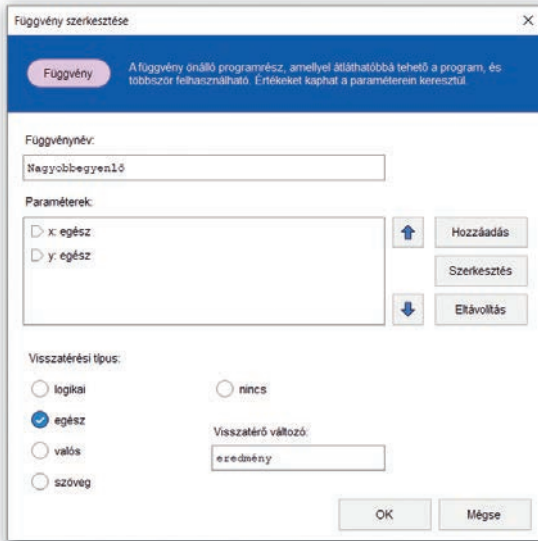 Függvény szerkesztése
Függvény
A függvény önálló programrész, amellyel átláthatóbbá tehető a program, és
többször felhasználható. Értékeket kaphat a paraméterein keresztül.
Függvénynév:
Nagyobbegyenlő
Paraméterek:
x: egész
y: egész
Hozzáadás
Szerkesztés
Eltávolítás
Visszatérési típus:
logikai
nincs
egész
Visszatérő változó:
valós
eredmény
szöveg
OK
Mégse